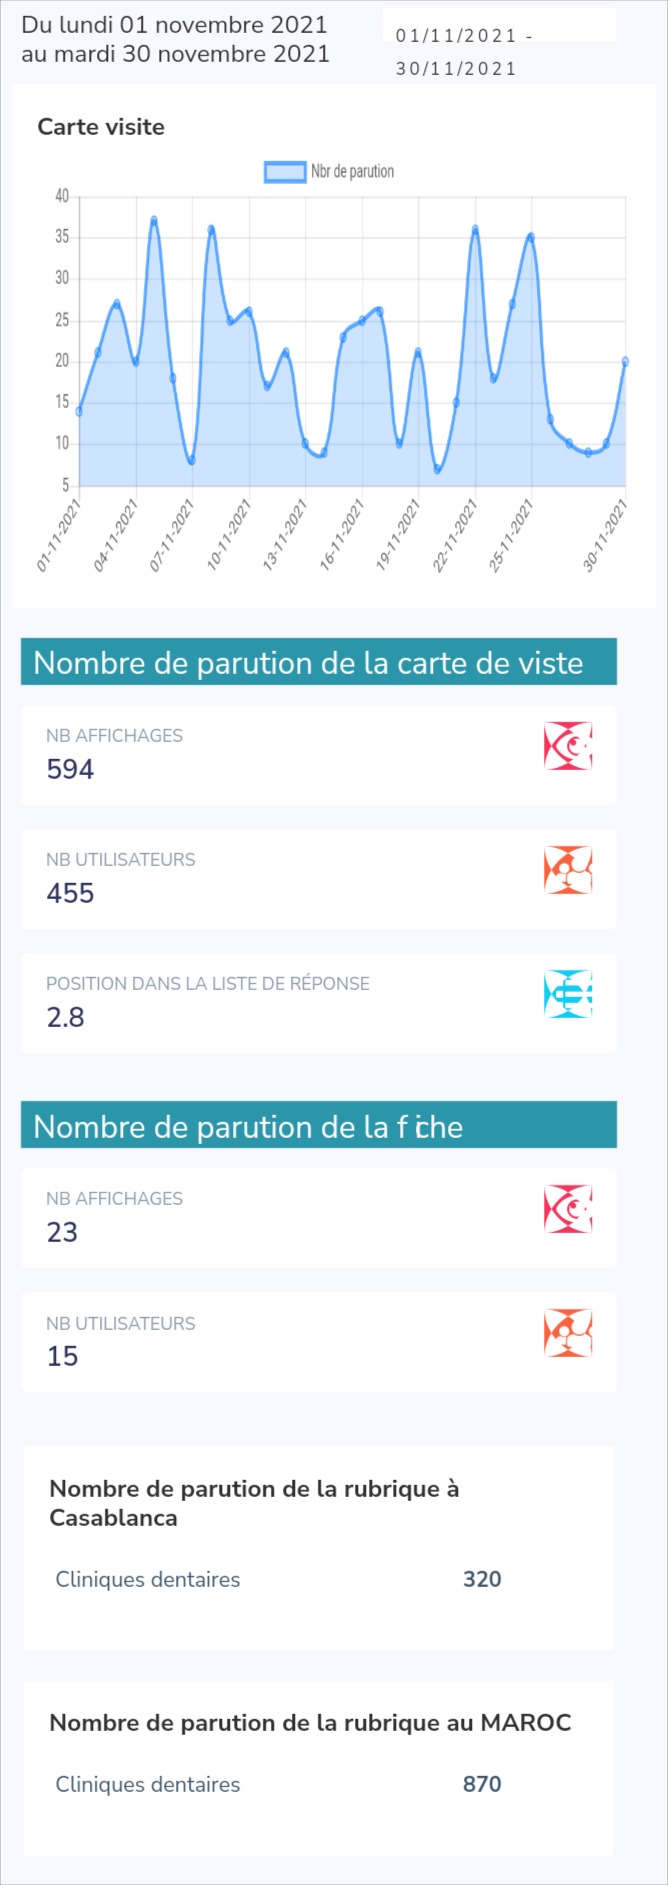 Du lundi 01 novembre 2021
au mardi 30 novembre 2021
01/11/2021 -
30/11/2021
Carte visite
Nbr de parution
40
35
30
25
20
15
10
5
01-11-2021
04-11-2021
07-11-2021
10-11-2021
13-11-2021
16-11-2021
19-11-2021
22-11-2021
25-11-2021
30-11-2021
Nombre de parution de la carte de viste
NB AFFICHAGES
594
NB UTILISATEURS
455
POSITION DANS LA LISTE DE RÉPONSE
2.8
Nombre de parution de la fiche
NB AFFICHAGES
23
NB UTILISATEURS
15
Nombre de parution de la rubrique à
Casablanca
Cliniques dentaires 320
Nombre de parution de la rubrique au MAROC
Cliniques dentaires 870